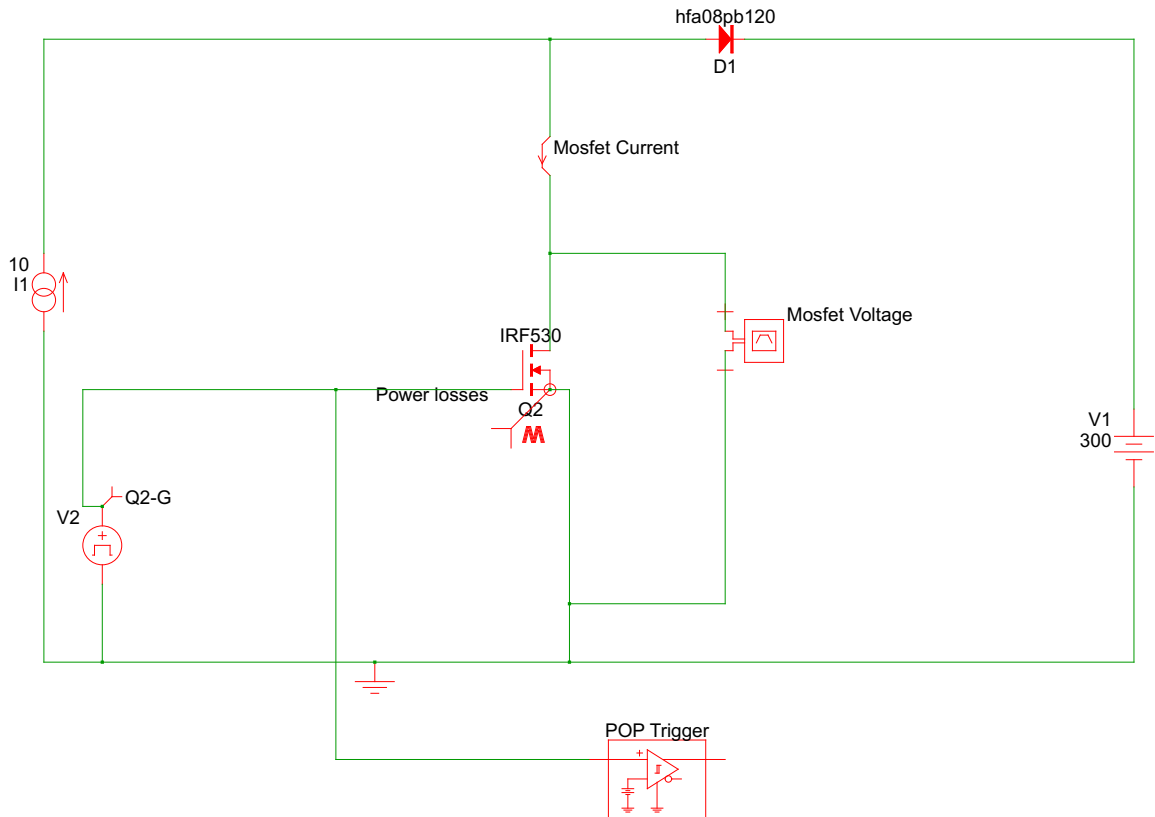 hfa08pb120
D1
Mosfet Current
10
I1
Mosfet Voltage
IRF530
Power losses
Q2
V1
300
Q2-G
V2
POP Trigger